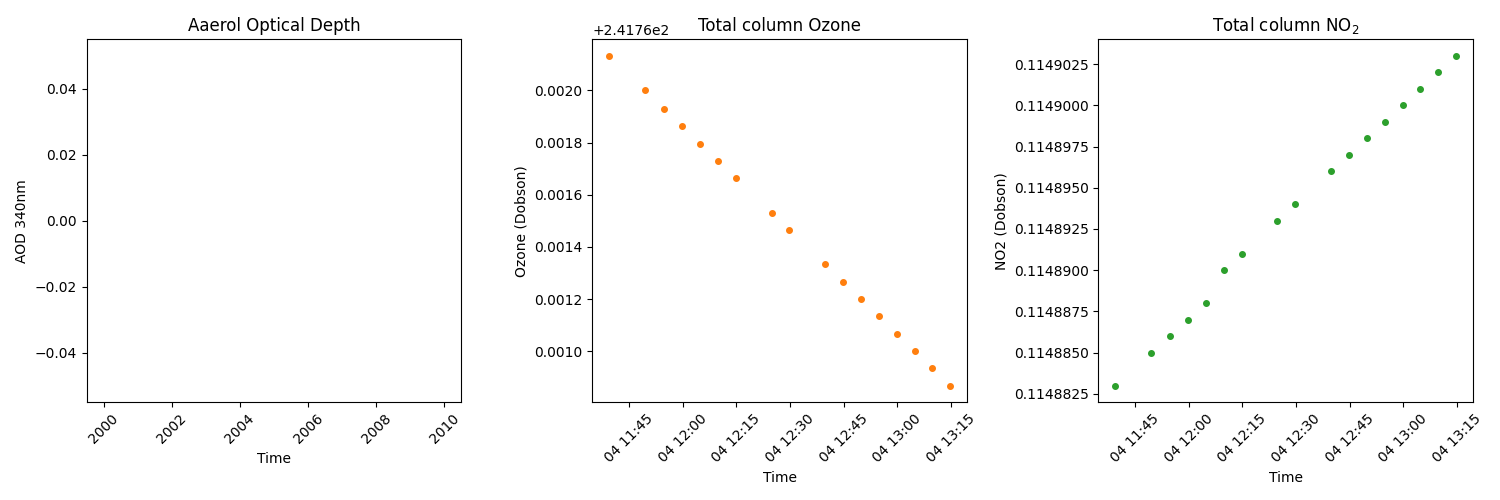 Aaerol Optical Depth
AOD 340nm
0.04
0.02
0.00
−0.02
−0.04
2000 2002 2004 2006 2008 2010
Time
Total column Ozone
+2.4176e2
Ozone (Dobson)
0.0020
0.0018
0.0016
0.0014
0.0012
0.0010
04 11:45 04 12:00 04 12:15 04 12:30 04 12:45 04 13:00 04 13:15
Time
Total column NO₂
NO2 (Dobson)
0.1149025
0.1149000
0.1148975
0.1148950
0.1148925
0.1148900
0.1148875
0.1148850
0.1148825
04 11:45 04 12:00 04 12:15 04 12:30 04 12:45 04 13:00 04 13:15
Time